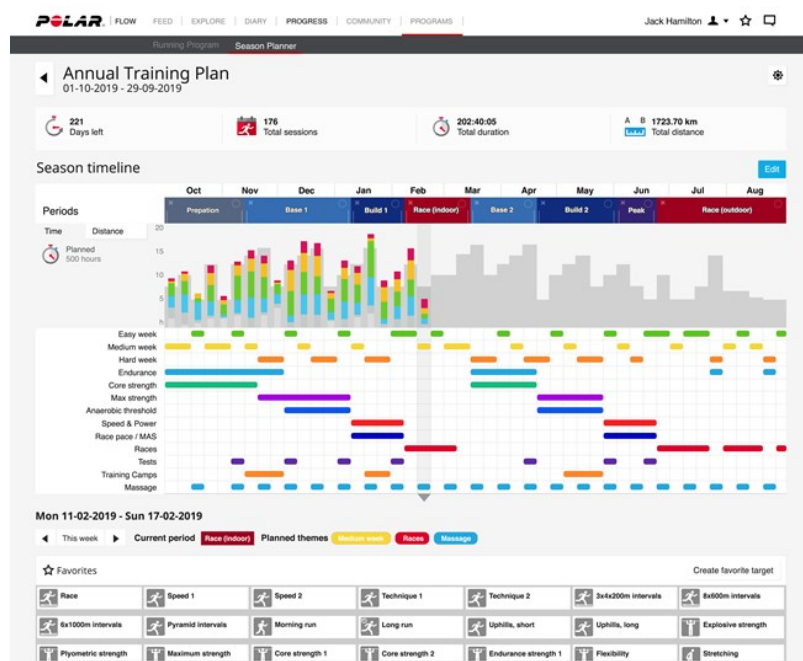 POLAR. FLOW FEED EXPLORE DIARY PROGRESS COMMUNITY PROGRAMS Jack Hamilton
Running Program Season Planner
Annual Training Plan
01-10-2019 - 29-09-2019
221 176 202:40:05 A B 1723.70 km
Days left Total sessions Total duration Total distance
Season timeline Edit
Oct Nov Dec Jan Feb Mar Apr May Jun Jul Aug
Periods Prepation Base 1 Build 1 Race (indoor) Base 2 Build 2 Peak Race (outdoor)
Time Distance 20
Planned 15
500 hours
10
5
h
Easy week
Medium week
Hard week
Endurance
Core strength
Max strength
Anaerobic threshold
Speed & Power
Race pace / MAS
Races
Tests
Training Camps
Massage
Mon 11-02-2019 - Sun 17-02-2019
This week Current period Race (indoor) Planned themes Medium week Races Massage
Favorites Create favorite target
Race Speed 1 Speed 2 Technique 1 Technique 2 3x4x200m intervals 8x600m intervals
6x1000m intervals Pyramid intervals Morning run Long run Uphills, short Uphills, long Explosive strength
Plyometric strength Maximum strength Core strength 1 Core strength 2 Endurance strength 1 Flexibility Stretching